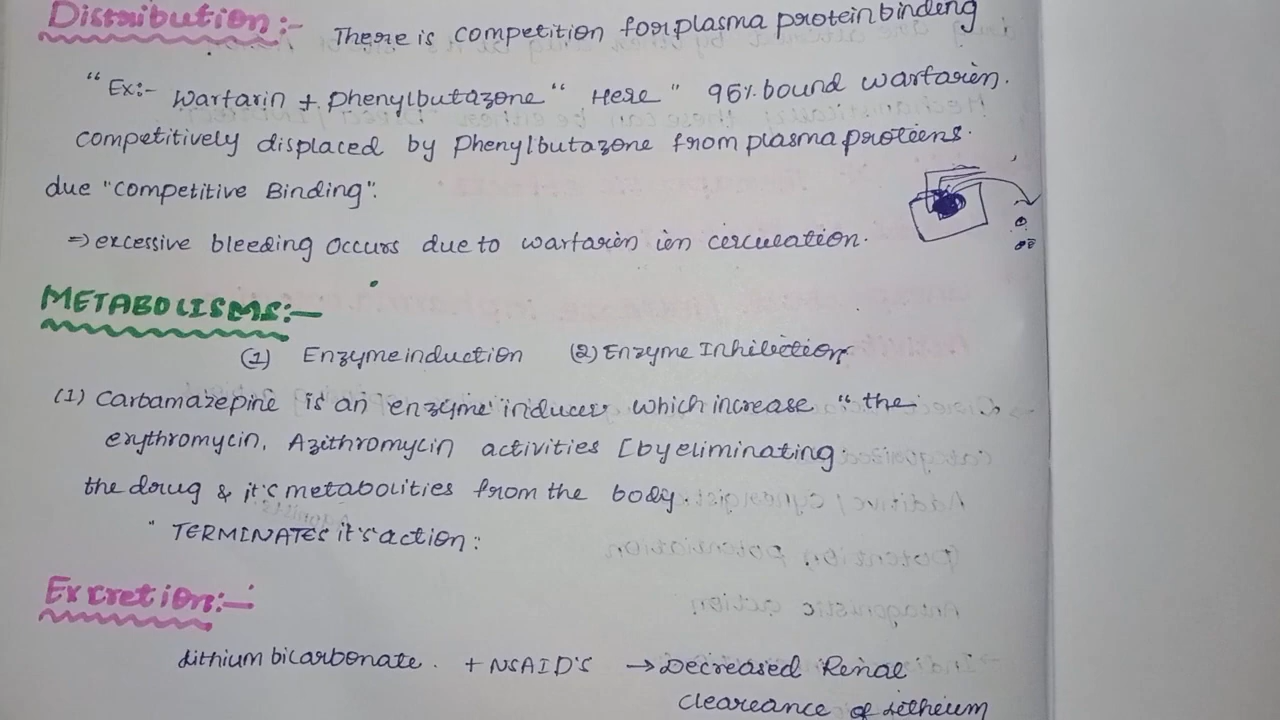 Distribution:- There is competition for plasma protein binding
"Ex:- Warfarin + Phenylbutazone" Here" 96% bound warfarin.
competitively displaced by Phenylbutazone from plasma proteins.
due "competitive Binding".
⇒ excessive bleeding occurs due to warfarin in circulation.
METABOLISMS:-
(1) Enzyme induction (2) Enzyme Inhibition
(1) Carbamazepine is an enzyme inducer which increase "the
erythromycin, Azithromycin activities [by eliminating
the drug & it's metabolities from the body.
" TERMINATES it's action:
Excretion:-
lithium bicarbonate. + NSAID'S → Decreased Renal
cleareance of letheium